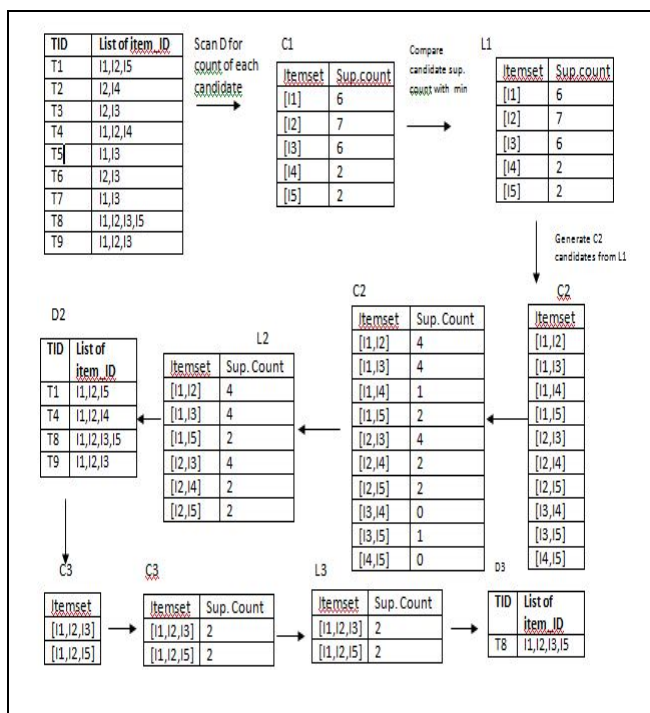 TID List of item_ID
T1 I1,I2,I5
T2 I2,I4
T3 I2,I3
T4 I1,I2,I4
T5 I1,I3
T6 I2,I3
T7 I1,I3
T8 I1,I2,I3,I5
T9 I1,I2,I3
Scan D for
count of each
candidate
C1
Itemset Sup.count
[I1] 6
[I2] 7
[I3] 6
[I4] 2
[I5] 2
Compare
candidate sup.
count with min
L1
Itemset Sup.count
[I1] 6
[I2] 7
[I3] 6
[I4] 2
[I5] 2
Generate C2
candidates from L1
C2
Itemset
[I1,I2]
[I1,I3]
[I1,I4]
[I1,I5]
[I2,I3]
[I2,I4]
[I2,I5]
[I3,I4]
[I3,I5]
[I4,I5]
C2
Itemset Sup. Count
[I1,I2] 4
[I1,I3] 4
[I1,I4] 1
[I1,I5] 2
[I2,I3] 4
[I2,I4] 2
[I2,I5] 2
[I3,I4] 0
[I3,I5] 1
[I4,I5] 0
L2
Itemset Sup. Count
[I1,I2] 4
[I1,I3] 4
[I1,I5] 2
[I2,I3] 4
[I2,I4] 2
[I2,I5] 2
D2
TID List of
item_ID
T1 I1,I2,I5
T4 I1,I2,I4
T8 I1,I2,I3,I5
T9 I1,I2,I3
C3
Itemset
[I1,I2,I3]
[I1,I2,I5]
C3
Itemset Sup. Count
[I1,I2,I3] 2
[I1,I2,I5] 2
L3
Itemset Sup. Count
[I1,I2,I3] 2
[I1,I2,I5] 2
D3
TID List of
item_ID
T8 I1,I2,I3,I5